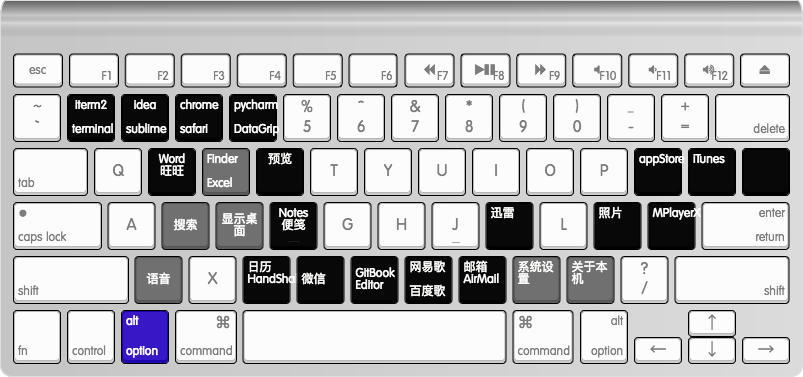 esc F1 F2 F3 F4 F5 F6 F7 F8 F9 F10 F11 F12
~ iterm2 idea chrome pycharm % ˆ & * ( ) _ +
` terminal sublime safari DataGrip 5 6 7 8 9 0 - = delete
tab Q Word Finder 预览 T Y U I O P appStore iTunes
旺旺 Excel
caps lock A 搜索 显示桌 Notes G H J 迅雷 L 照片 MPlayerX enter
面 便笺 return
shift 语音 X 日历 微信 GitBook 网易歌 邮箱 系统设 关于本 ? shift
HandSha Editor 百度歌 AirMail 置 机 /
alt ⌘ ⌘ alt ↑
fn control option command command option ← ↓ →